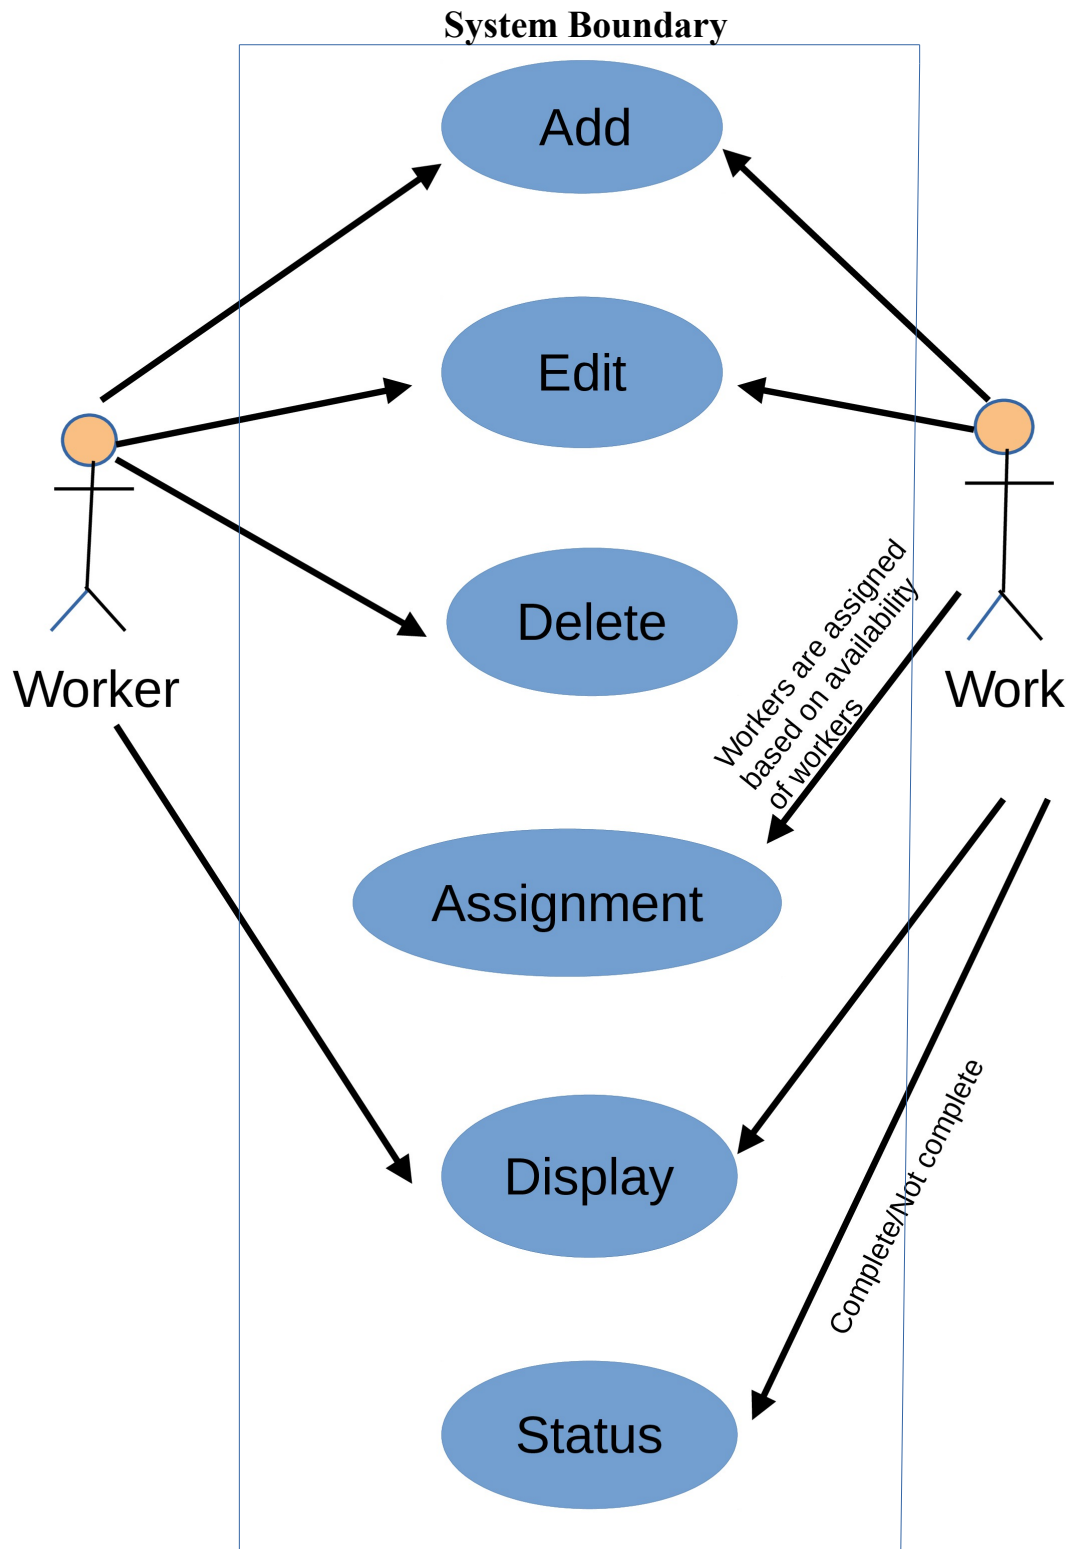 System Boundary
Add
Edit
Delete
Workers are assigned
based on availability
of workers
Worker
Work
Assignment
Display
Complete/Not complete
Status